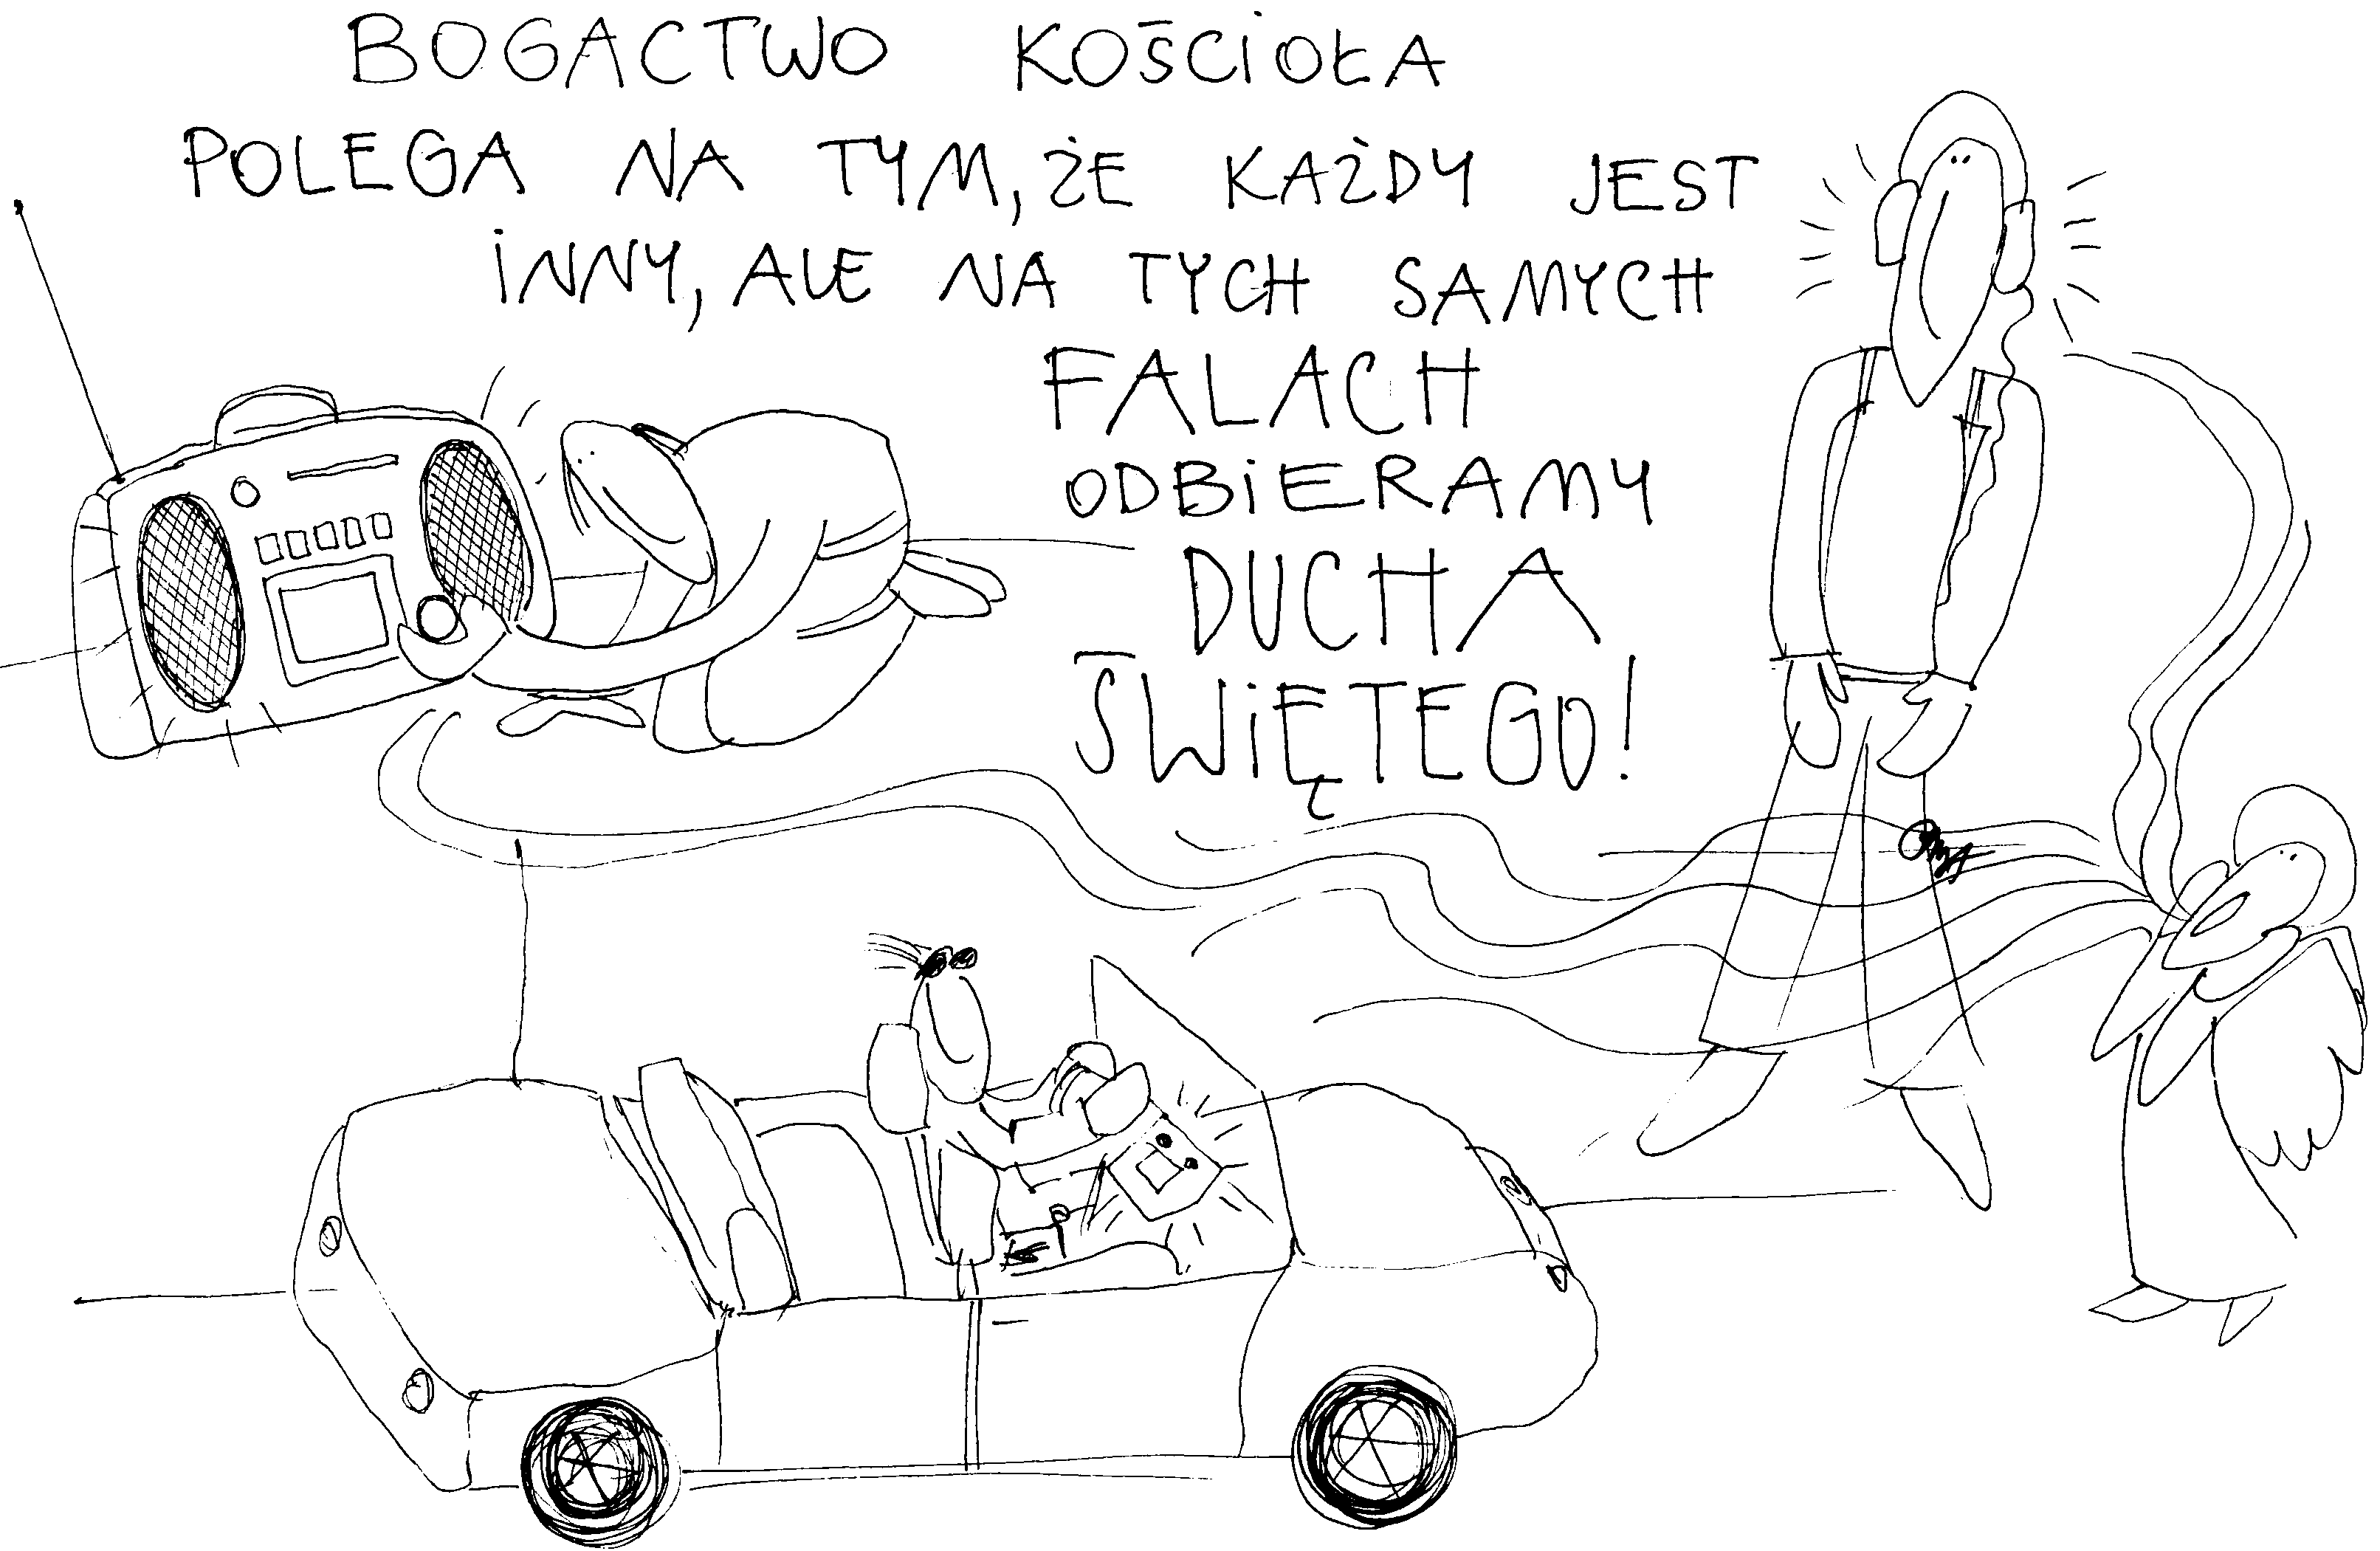 BOGACTWO KOŚCIOŁA
POLEGA NA TYM, ŻE KAŻDY JEST
INNY, ALE NA TYCH SAMYCH
FALACH
ODBIERAMY
DUCHA
ŚWIĘTEGO!